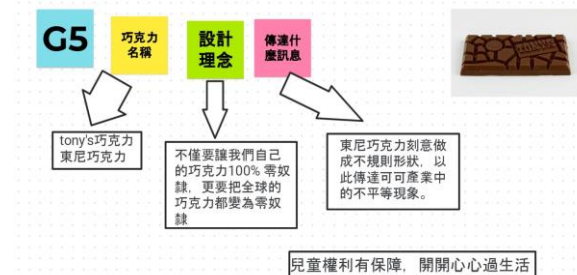 G5
巧克力
名稱
設計
理念
傳達什
麼訊息
tony's巧克力
東尼巧克力
不僅要讓我們自己
的巧克力100% 零奴
隸，更要把全球的
巧克力都變為零奴
隸
東尼巧克力刻意做
成不規則形狀，以
此傳達可可產業中
的不平等現象。
兒童權利有保障，開開心心過生活